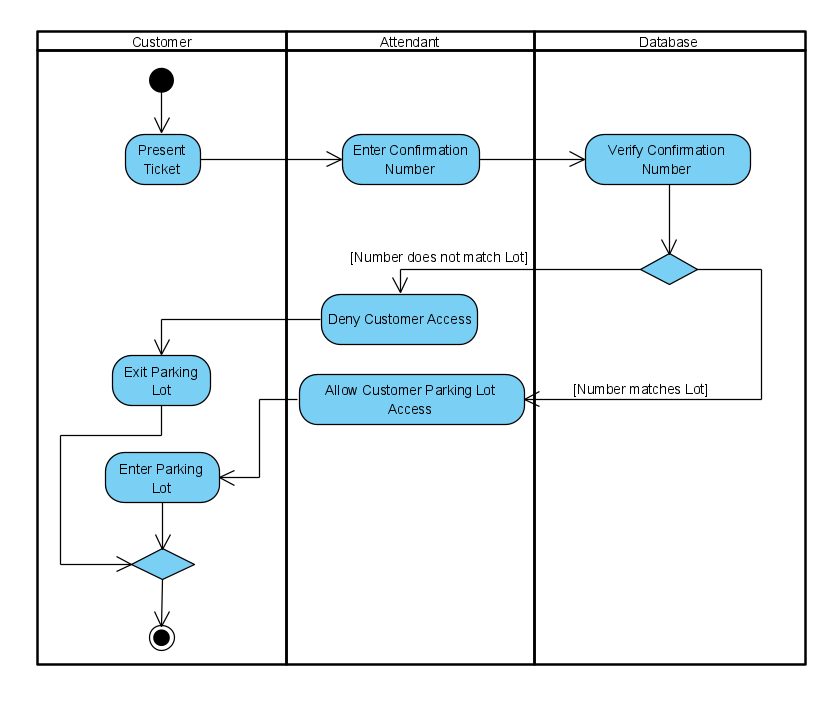 Customer
Attendant
Database
Present
Ticket
Enter Confirmation
Number
Verify Confirmation
Number
[Number does not match Lot]
Deny Customer Access
Exit Parking
Lot
Allow Customer Parking Lot
Access
[Number matches Lot]
Enter Parking
Lot